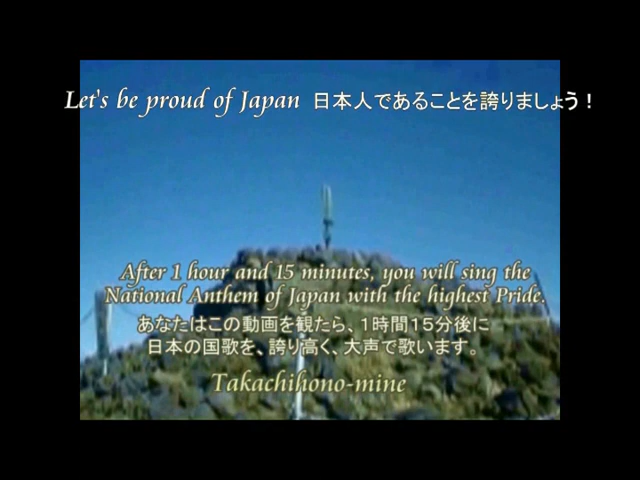 Let's be proud of Japan 日本人であることを誇りましょう！
After 1 hour and 15 minutes, you will sing the
National Anthem of Japan with the highest Pride.
あなたはこの動画を観たら、１時間１５分後に
日本の国歌を、誇り高く、大声で歌います。
Takachihono-mine